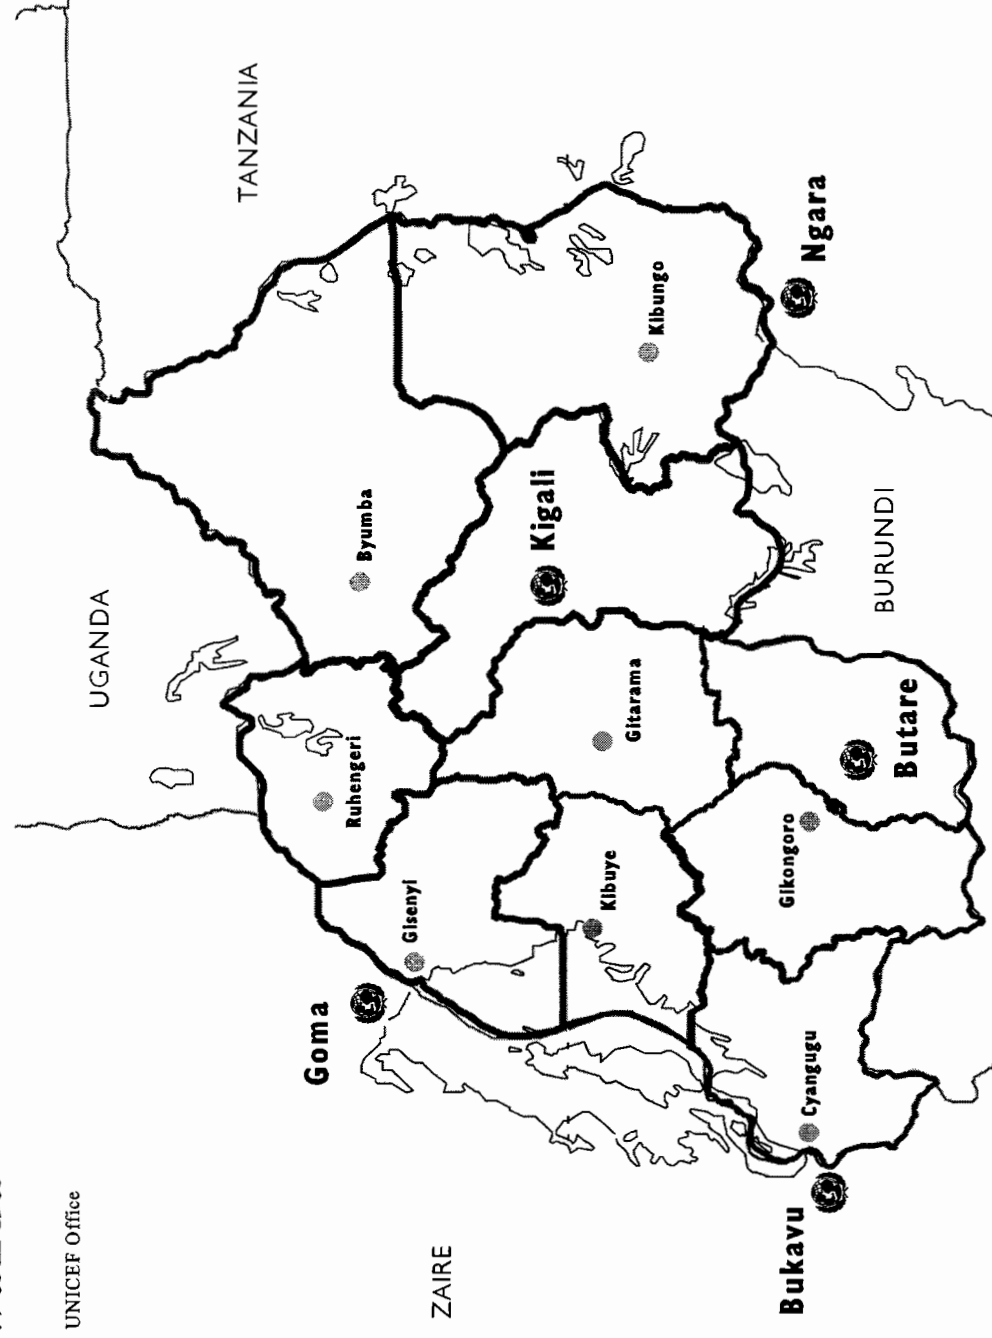 UNICEF Office
ZAIRE
UGANDA
TANZANIA
BURUNDI
Goma
Gisenyi
Ruhengeri
Byumba
Kibuye
Gitarama
Kigali
Kibungo
Ngara
Bukavu
Cyangugu
Gikongoro
Butare